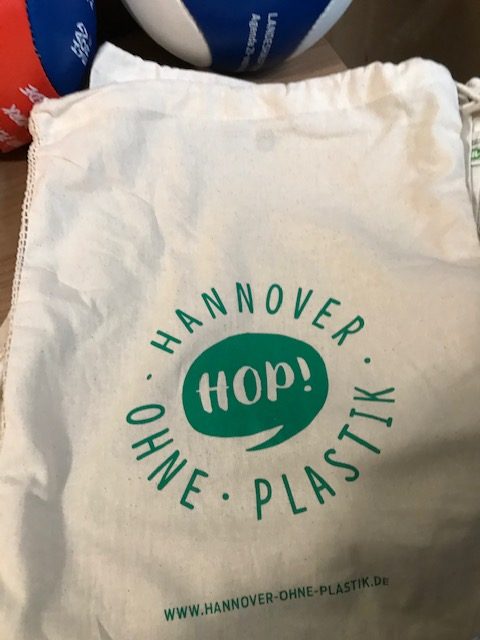 HANNOVER · OHNE · PLASTIK ·
HOP!
WWW.HANNOVER-OHNE-PLASTIK.DE